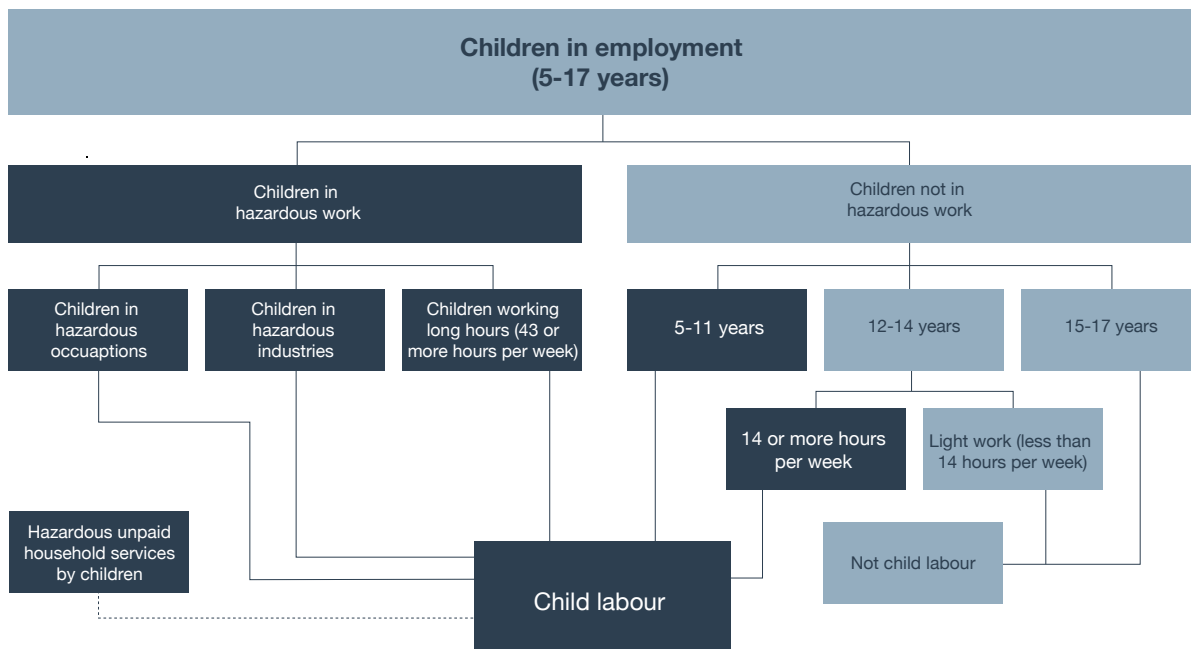 Children in employment
(5-17 years)
Children in
hazardous work
Children not in
hazardous work
Children in
hazardous
occuaptions
Children in
hazardous
industries
Children working
long hours (43 or
more hours per week)
5-11 years
12-14 years
15-17 years
14 or more hours
per week
Light work (less than
14 hours per week)
Hazardous unpaid
household services
by children
Child labour
Not child labour